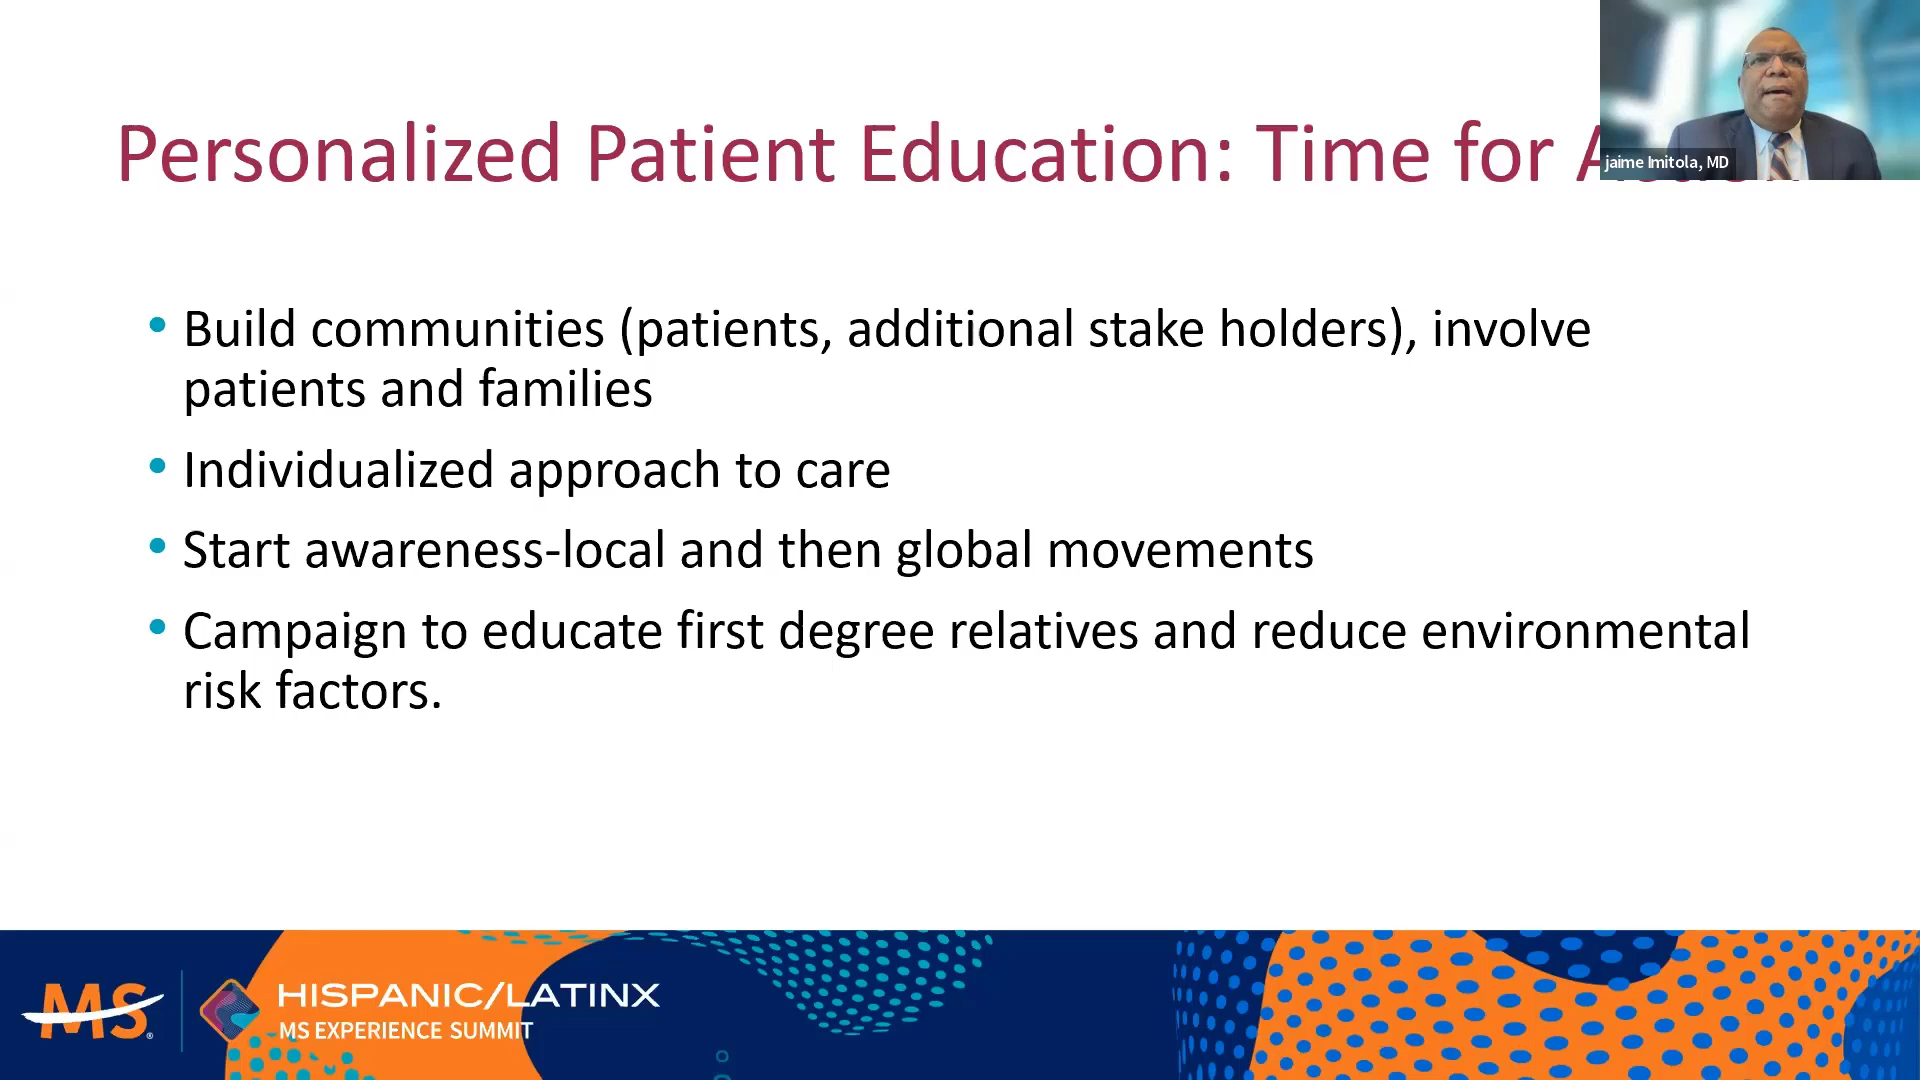 Personalized Patient Education: Time for
jaime Imitola, MD
• Build communities (patients, additional stake holders), involve
patients and families
• Individualized approach to care
• Start awareness-local and then global movements
• Campaign to educate first degree relatives and reduce environmental
risk factors.
MS®
HISPANIC/LATINX
MS EXPERIENCE SUMMIT